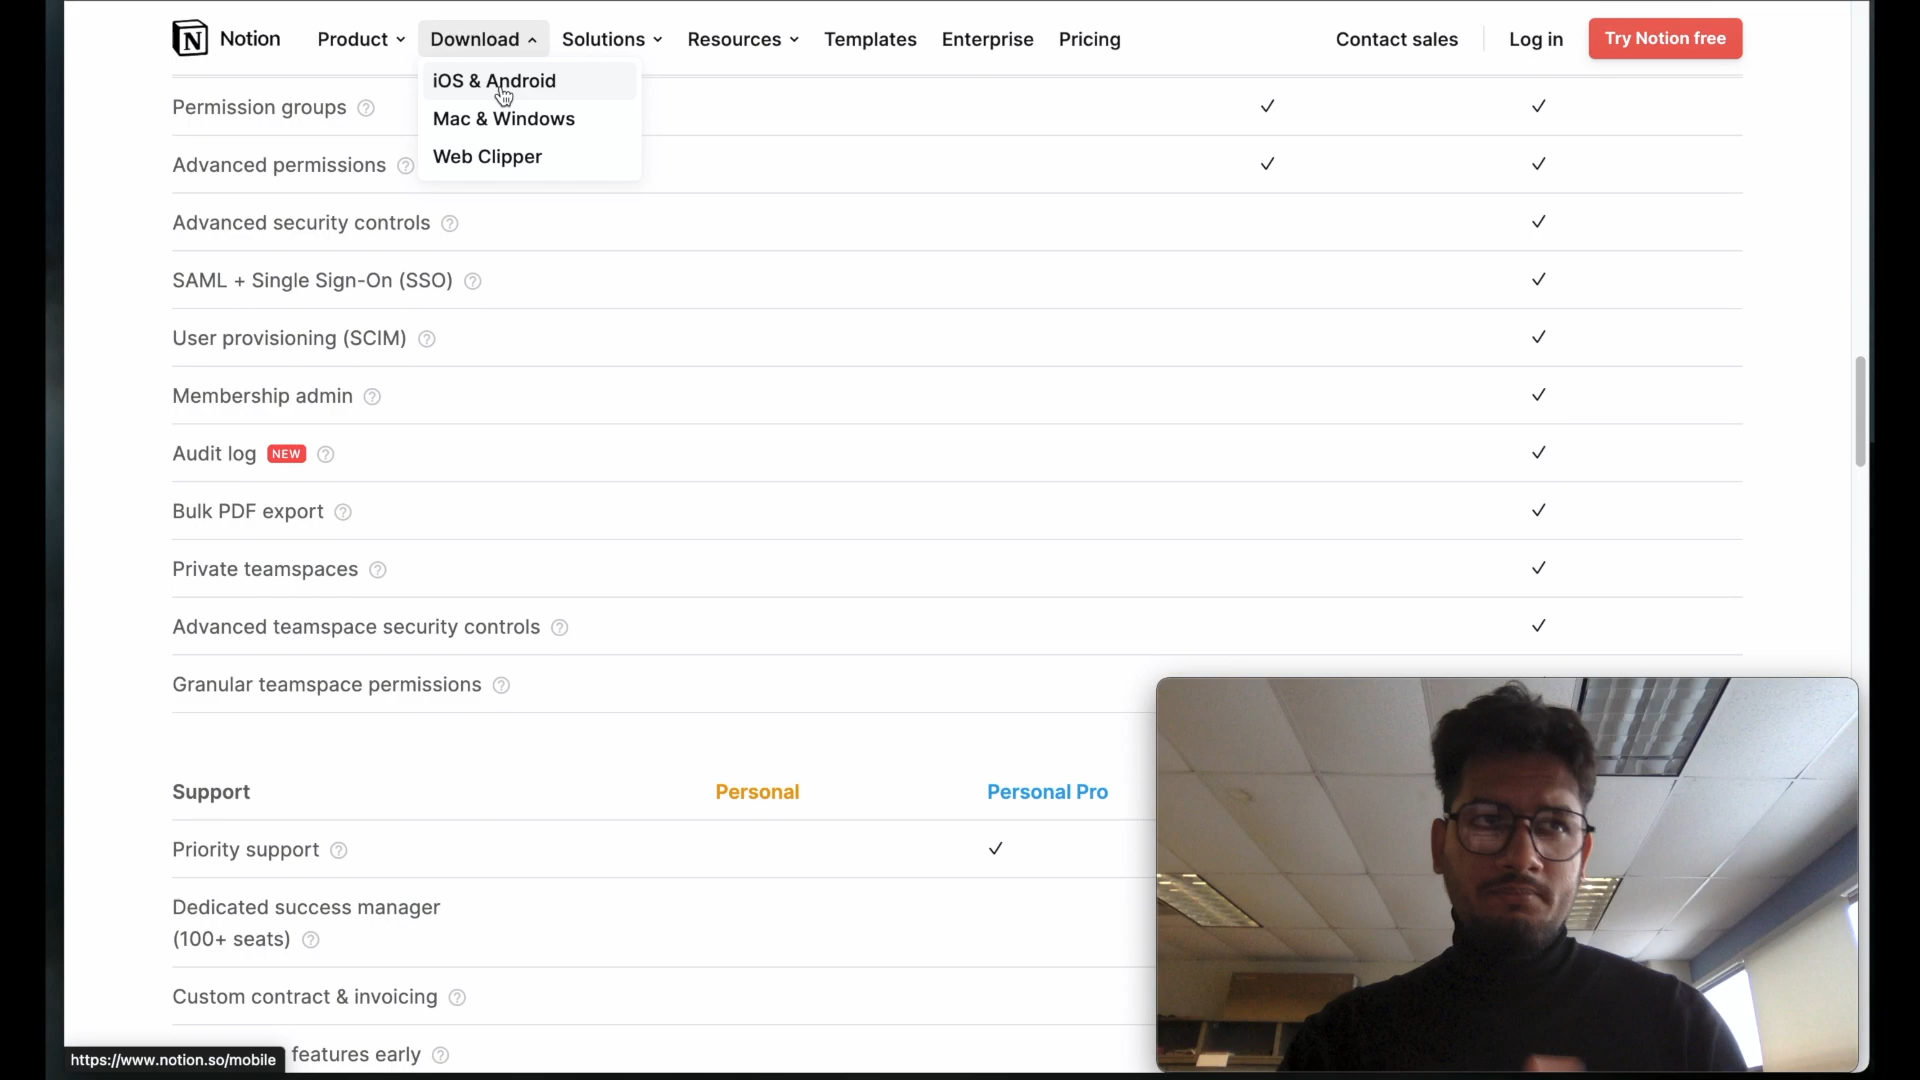 Notion Product Download Solutions Resources Templates Enterprise Pricing Contact sales Log in Try Notion free
iOS & Android
Mac & Windows
Web Clipper
Permission groups ? ✓ ✓
Advanced permissions ? ✓ ✓
Advanced security controls ? ✓
SAML + Single Sign-On (SSO) ? ✓
User provisioning (SCIM) ? ✓
Membership admin ? ✓
Audit log NEW ? ✓
Bulk PDF export ? ✓
Private teamspaces ? ✓
Advanced teamspace security controls ? ✓
Granular teamspace permissions ?
Support Personal Personal Pro
Priority support ? ✓
Dedicated success manager
(100+ seats) ?
Custom contract & invoicing ?
features early ?
https://www.notion.so/mobile